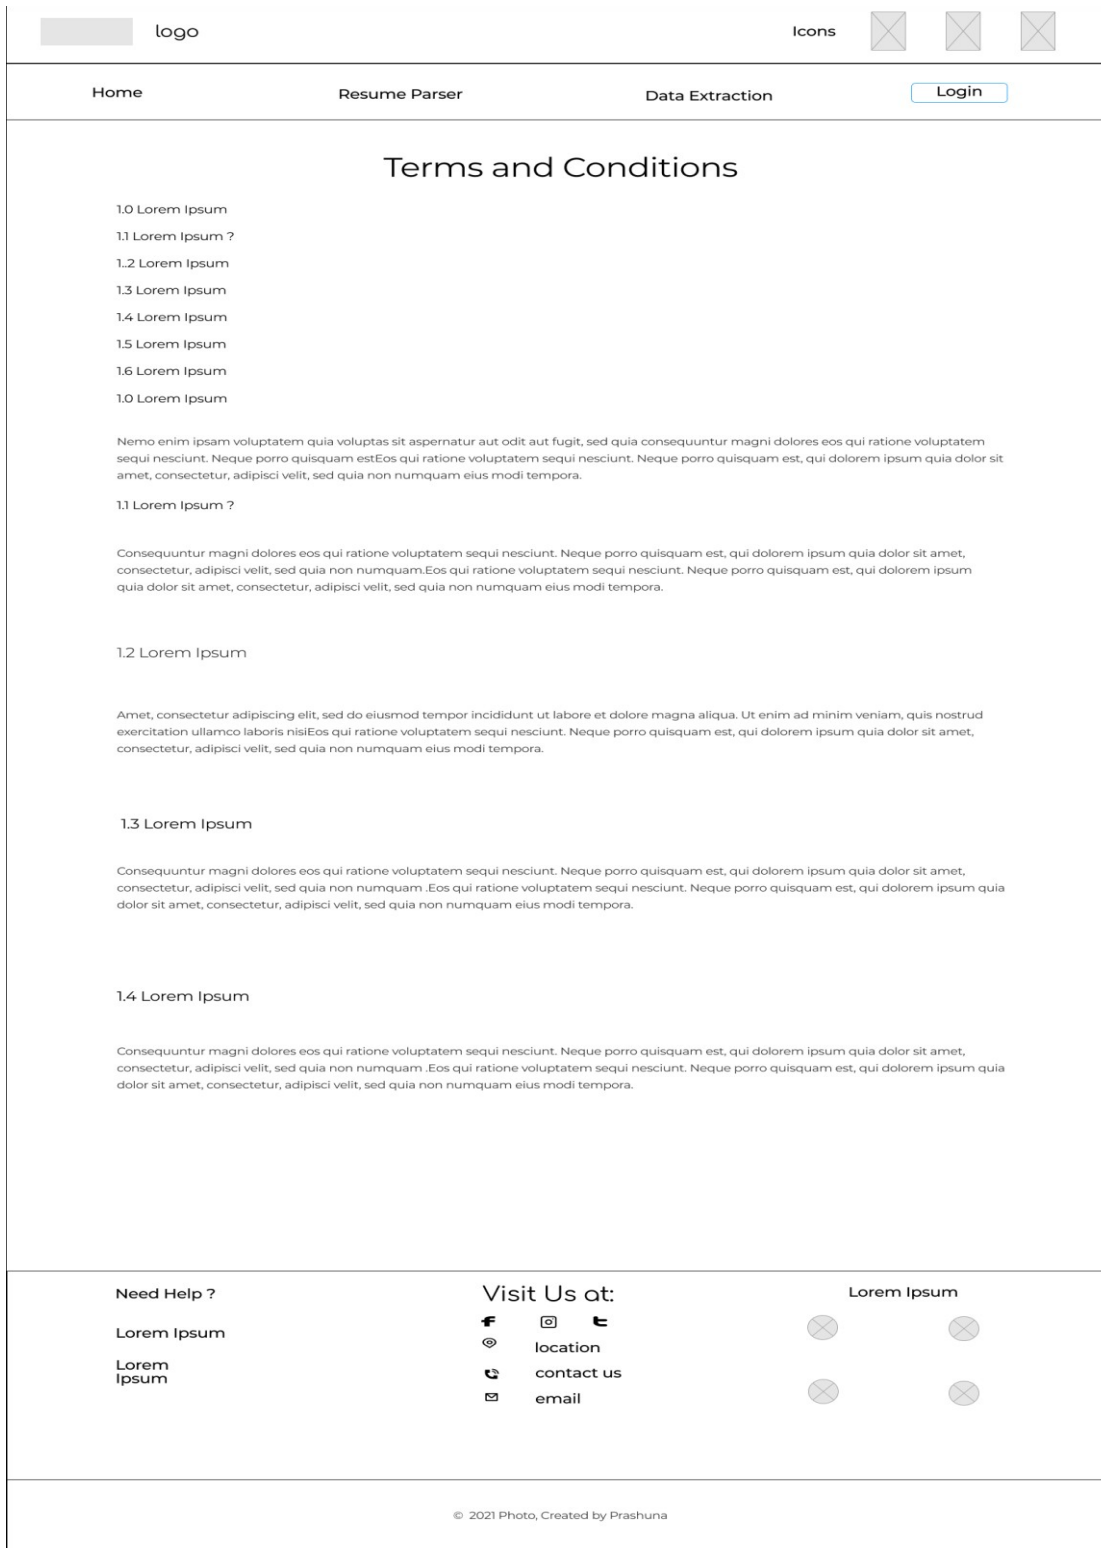 logo
Icons
Home
Resume Parser
Data Extraction
Login
Terms and Conditions
1.0 Lorem Ipsum
1.1 Lorem Ipsum ?
1..2 Lorem Ipsum
1.3 Lorem Ipsum
1.4 Lorem Ipsum
1.5 Lorem Ipsum
1.6 Lorem Ipsum
1.0 Lorem Ipsum
Nemo enim ipsam voluptatem quia voluptas sit aspernatur aut odit aut fugit, sed quia consequuntur magni dolores eos qui ratione voluptatem
sequi nesciunt. Neque porro quisquam estEos qui ratione voluptatem sequi nesciunt. Neque porro quisquam est, qui dolorem ipsum quia dolor sit
amet, consectetur, adipisci velit, sed quia non numquam eius modi tempora.
1.1 Lorem Ipsum ?
Consequuntur magni dolores eos qui ratione voluptatem sequi nesciunt. Neque porro quisquam est, qui dolorem ipsum quia dolor sit amet,
consectetur, adipisci velit, sed quia non numquam.Eos qui ratione voluptatem sequi nesciunt. Neque porro quisquam est, qui dolorem ipsum
quia dolor sit amet, consectetur, adipisci velit, sed quia non numquam eius modi tempora.
1.2 Lorem Ipsum
Amet, consectetur adipiscing elit, sed do eiusmod tempor incididunt ut labore et dolore magna aliqua. Ut enim ad minim veniam, quis nostrud
exercitation ullamco laboris nisiEos qui ratione voluptatem sequi nesciunt. Neque porro quisquam est, qui dolorem ipsum quia dolor sit amet,
consectetur, adipisci velit, sed quia non numquam eius modi tempora.
1.3 Lorem Ipsum
Consequuntur magni dolores eos qui ratione voluptatem sequi nesciunt. Neque porro quisquam est, qui dolorem ipsum quia dolor sit amet,
consectetur, adipisci velit, sed quia non numquam .Eos qui ratione voluptatem sequi nesciunt. Neque porro quisquam est, qui dolorem ipsum quia
dolor sit amet, consectetur, adipisci velit, sed quia non numquam eius modi tempora.
1.4 Lorem Ipsum
Consequuntur magni dolores eos qui ratione voluptatem sequi nesciunt. Neque porro quisquam est, qui dolorem ipsum quia dolor sit amet,
consectetur, adipisci velit, sed quia non numquam .Eos qui ratione voluptatem sequi nesciunt. Neque porro quisquam est, qui dolorem ipsum quia
dolor sit amet, consectetur, adipisci velit, sed quia non numquam eius modi tempora.
Need Help ?
Lorem Ipsum
Lorem
Ipsum
Visit Us at:
location
contact us
email
Lorem Ipsum
© 2021 Photo, Created by Prashuna